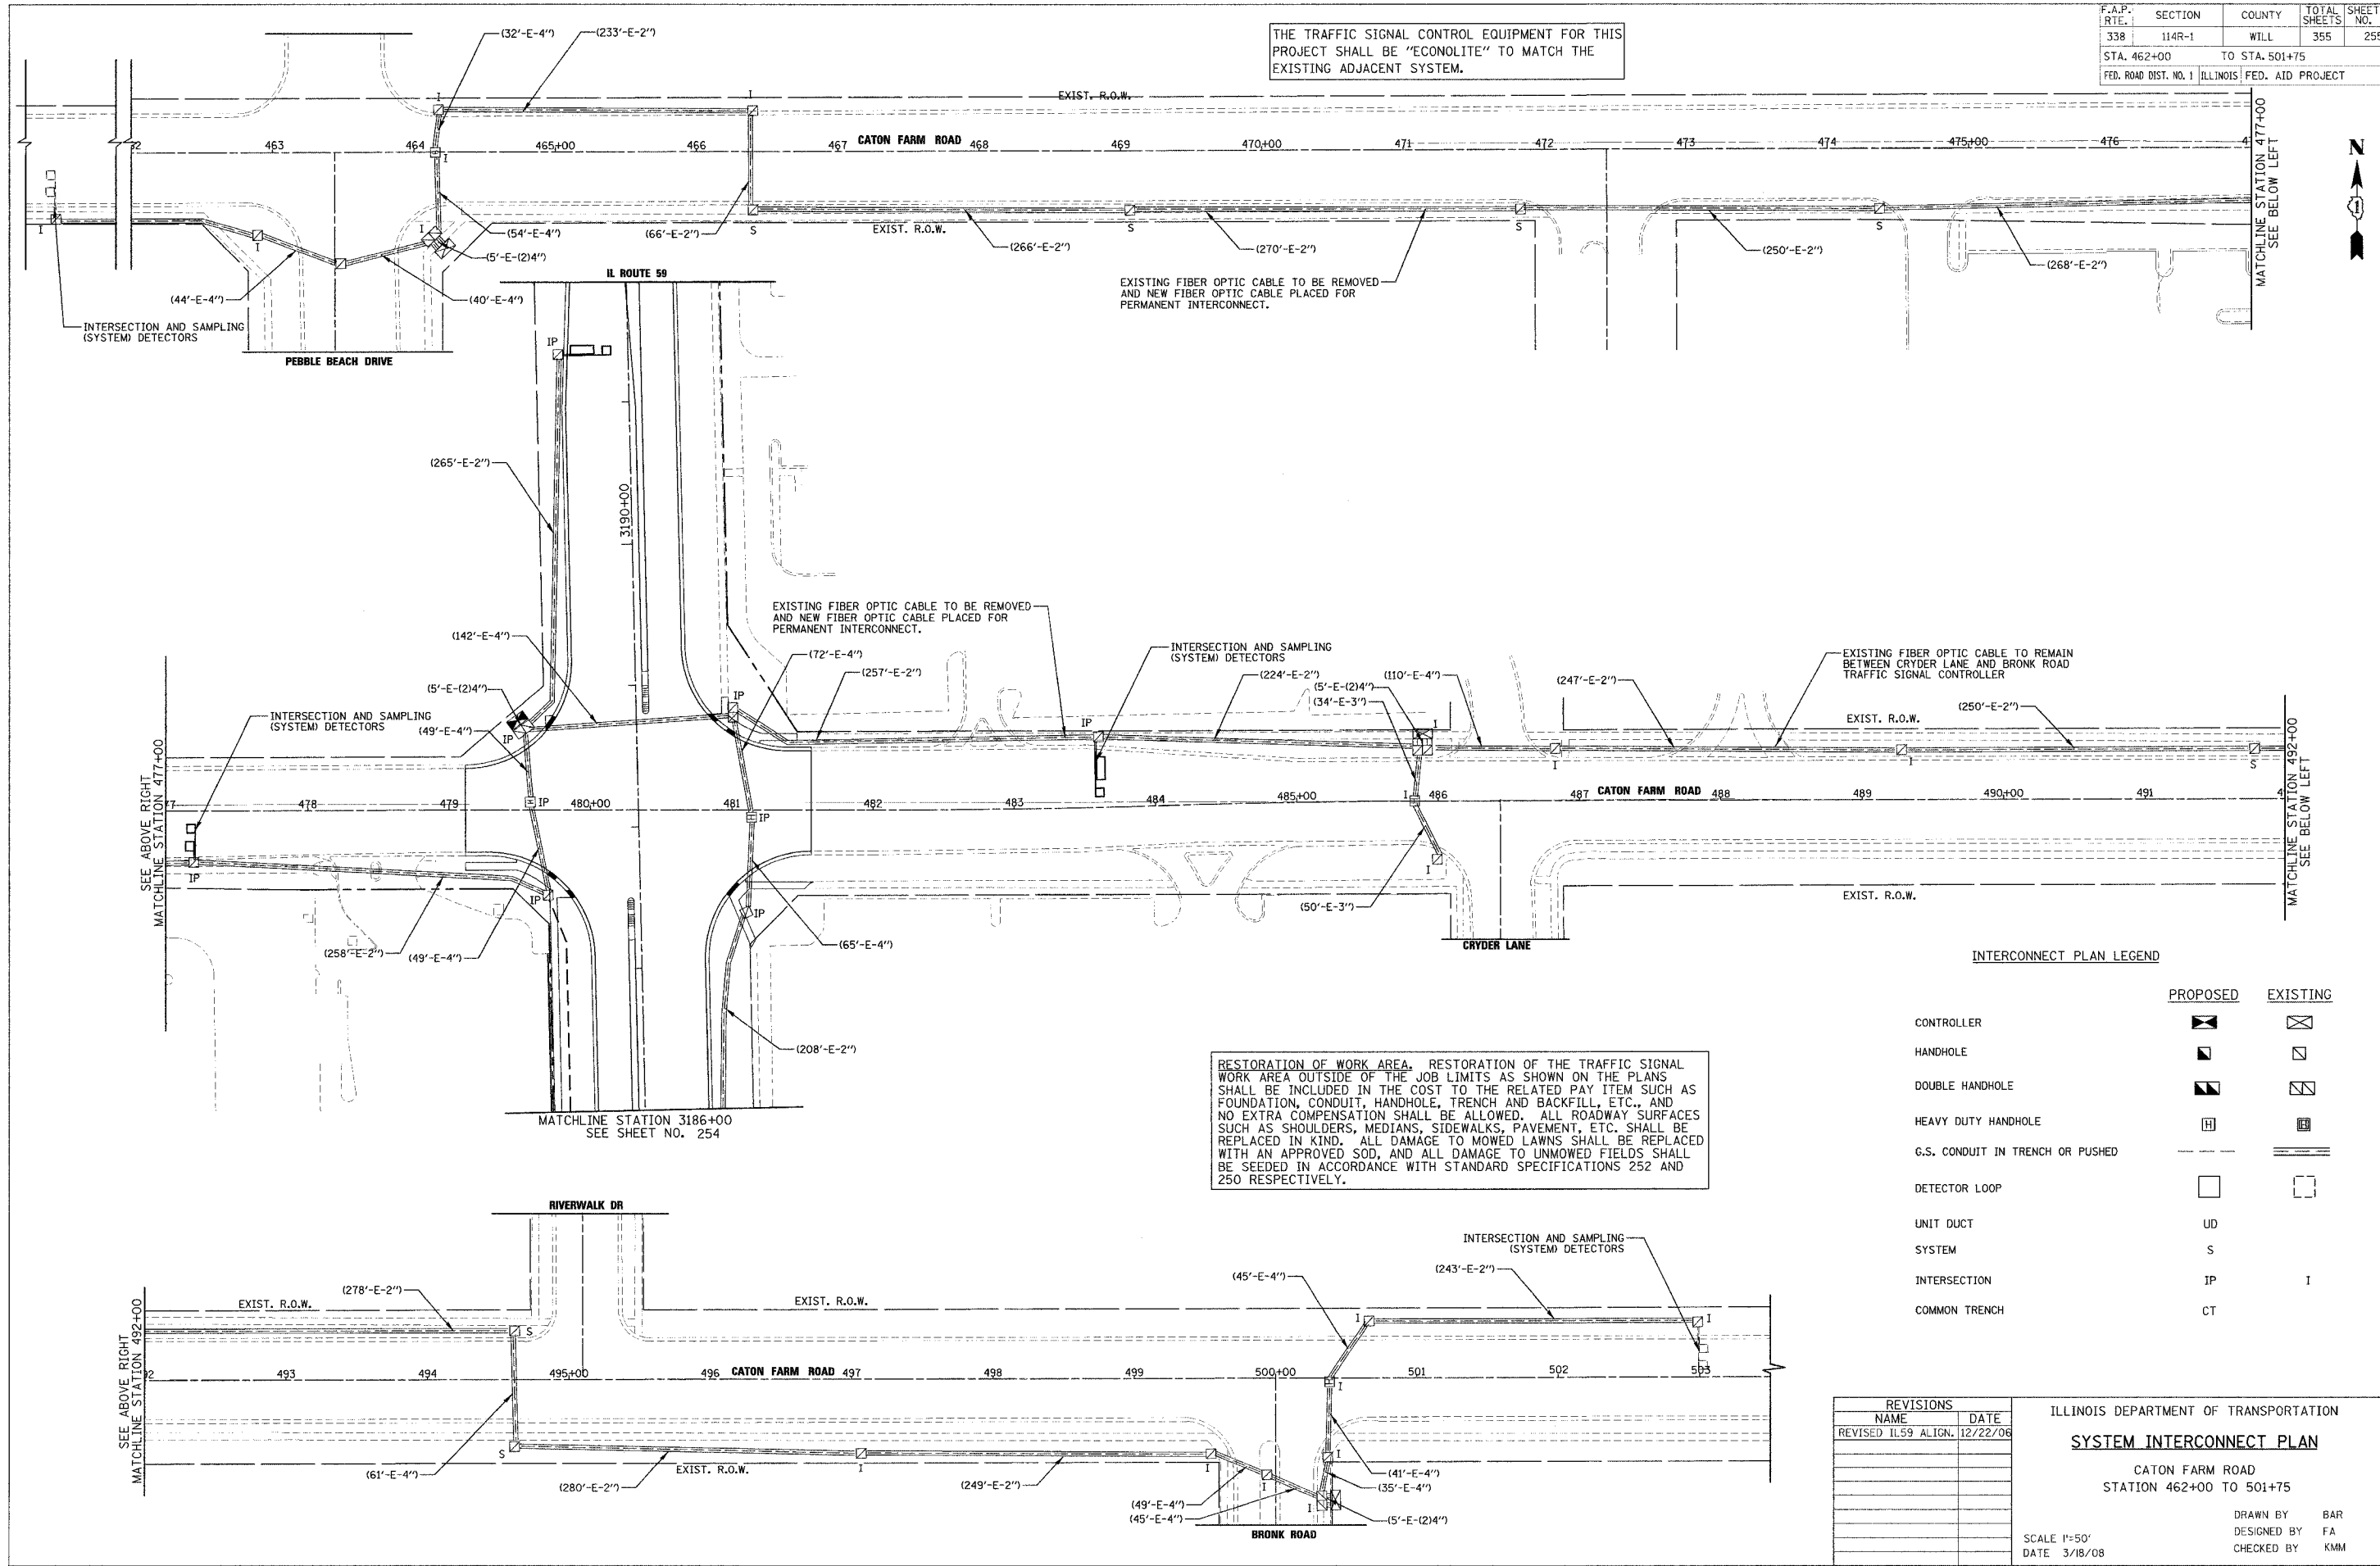 F.A.P. RTE. SECTION COUNTY TOTAL SHEETS SHEET NO.
338 114R-1 WILL 355 255
STA. 462+00 TO STA. 501+75
FED. ROAD DIST. NO. 1 ILLINOIS FED. AID PROJECT
THE TRAFFIC SIGNAL CONTROL EQUIPMENT FOR THIS
PROJECT SHALL BE "ECONOLITE" TO MATCH THE
EXISTING ADJACENT SYSTEM.
(32'-E-4") (233'-E-2")
I I
EXIST. R.O.W.
463 464 465+00 466 467 CATON FARM ROAD 468 469 470+00 471 472 473 474 475+00 476
MATCHLINE STATION 477+00
SEE BELOW LEFT
N
1
I
I I I
(54'-E-4") (66'-E-2") S EXIST. R.O.W. S S S
(5'-E-(2)4") (266'-E-2") (270'-E-2") (250'-E-2") (268'-E-2")
(44'-E-4") (40'-E-4")
INTERSECTION AND SAMPLING
(SYSTEM) DETECTORS
PEBBLE BEACH DRIVE
EXISTING FIBER OPTIC CABLE TO BE REMOVED
AND NEW FIBER OPTIC CABLE PLACED FOR
PERMANENT INTERCONNECT.
IL ROUTE 59
IP
(265'-E-2")
3190+00
EXISTING FIBER OPTIC CABLE TO BE REMOVED
AND NEW FIBER OPTIC CABLE PLACED FOR
PERMANENT INTERCONNECT.
(142'-E-4")
(72'-E-4")
(257'-E-2")
INTERSECTION AND SAMPLING
(SYSTEM) DETECTORS
(224'-E-2") (110'-E-4")
(5'-E-(2)4")
(34'-E-3")
(247'-E-2")
EXISTING FIBER OPTIC CABLE TO REMAIN
BETWEEN CRYDER LANE AND BRONK ROAD
TRAFFIC SIGNAL CONTROLLER
(250'-E-2")
EXIST. R.O.W.
(5'-E-(2)4")
INTERSECTION AND SAMPLING
(SYSTEM) DETECTORS
(49'-E-4")
IP IP IP I I I S
SEE ABOVE RIGHT
MATCHLINE STATION 477+00
478 479 IP 480+00 481 482 483 484 485+00 I 486 487 CATON FARM ROAD 488 489 490+00 491
MATCHLINE STATION 492+00
SEE BELOW LEFT
IP
IP IP IP I
(258'-E-2") (49'-E-4") (65'-E-4") (50'-E-3")
CRYDER LANE
EXIST. R.O.W.
(208'-E-2")
MATCHLINE STATION 3186+00
SEE SHEET NO. 254
RESTORATION OF WORK AREA. RESTORATION OF THE TRAFFIC SIGNAL
WORK AREA OUTSIDE OF THE JOB LIMITS AS SHOWN ON THE PLANS
SHALL BE INCLUDED IN THE COST TO THE RELATED PAY ITEM SUCH AS
FOUNDATION, CONDUIT, HANDHOLE, TRENCH AND BACKFILL, ETC., AND
NO EXTRA COMPENSATION SHALL BE ALLOWED. ALL ROADWAY SURFACES
SUCH AS SHOULDERS, MEDIANS, SIDEWALKS, PAVEMENT, ETC. SHALL BE
REPLACED IN KIND. ALL DAMAGE TO MOWED LAWNS SHALL BE REPLACED
WITH AN APPROVED SOD, AND ALL DAMAGE TO UNMOWED FIELDS SHALL
BE SEEDED IN ACCORDANCE WITH STANDARD SPECIFICATIONS 252 AND
250 RESPECTIVELY.
INTERCONNECT PLAN LEGEND
PROPOSED EXISTING
CONTROLLER
HANDHOLE
DOUBLE HANDHOLE
HEAVY DUTY HANDHOLE H H
G.S. CONDUIT IN TRENCH OR PUSHED
DETECTOR LOOP
UNIT DUCT UD
SYSTEM S
INTERSECTION IP I
COMMON TRENCH CT
RIVERWALK DR
(278'-E-2")
EXIST. R.O.W. EXIST. R.O.W.
INTERSECTION AND SAMPLING
(SYSTEM) DETECTORS
(45'-E-4") (243'-E-2")
S I I
SEE ABOVE RIGHT
MATCHLINE STATION 492+00
493 494 495+00 496 CATON FARM ROAD 497 498 499 500+00 501 502 503
I
S
(61'-E-4") (280'-E-2") EXIST. R.O.W. I (249'-E-2") I I I I
(49'-E-4")
(45'-E-4")
(41'-E-4")
(35'-E-4")
(5'-E-(2)4")
BRONK ROAD
REVISIONS
NAME DATE
REVISED IL59 ALIGN. 12/22/06
ILLINOIS DEPARTMENT OF TRANSPORTATION
SYSTEM INTERCONNECT PLAN
CATON FARM ROAD
STATION 462+00 TO 501+75
SCALE 1"=50'
DATE 3/18/08
DRAWN BY BAR
DESIGNED BY FA
CHECKED BY KMM